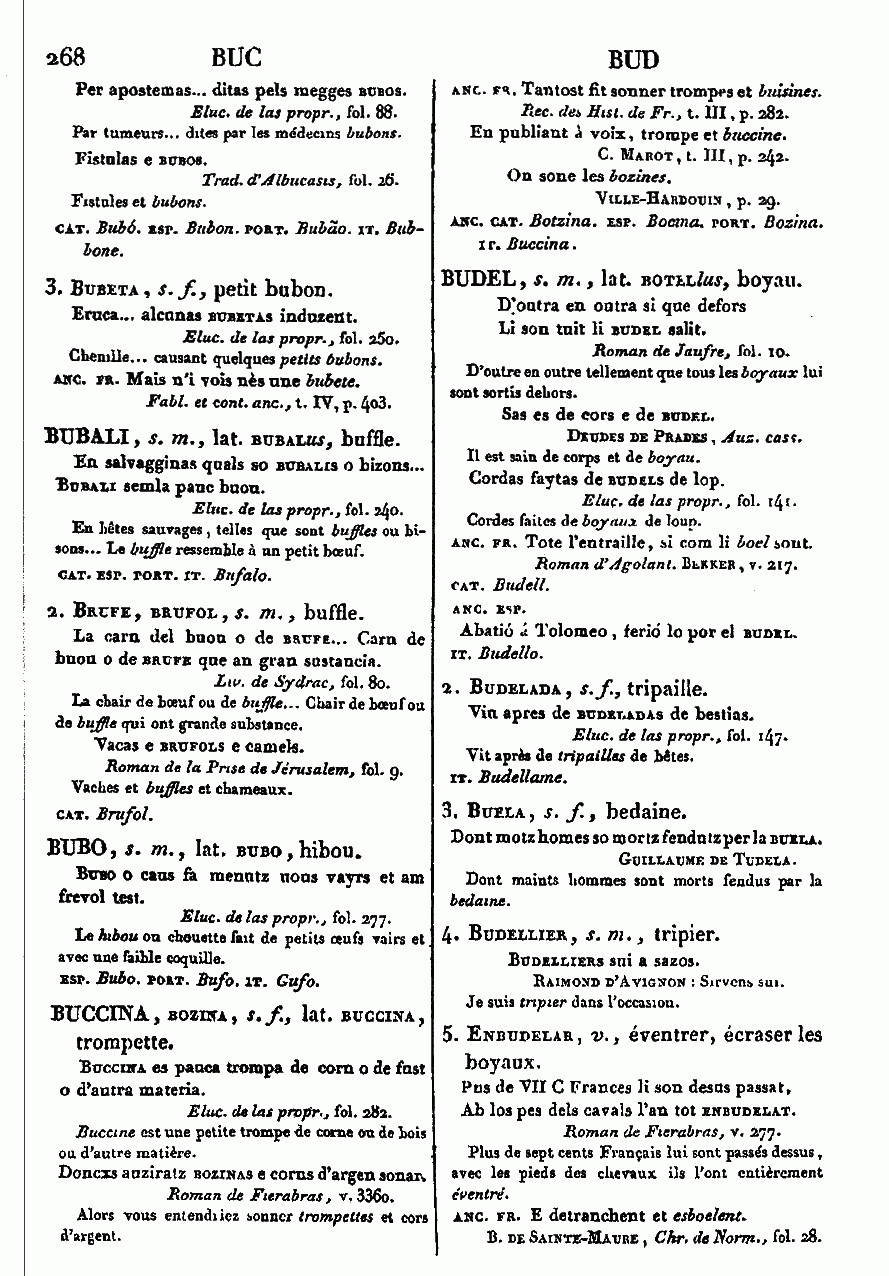 268 BUC BUD
Per apostemas... ditas pels megges BUBOS.
Eluc. de las propr., fol. 88.
Par tumeurs... dites par les médecins bubons.
Fistulas e BUBOS.
Trad. d'Albucasis, fol. 26.
Fistules et bubons.
CAT. Bubó. ESP. Bubon. PORT. Bubão. IT. Bub-
bone.
3. BUBETA, s. f., petit bubon.
Eruca... alcunas BUBETAS induzent.
Eluc. de las propr., fol. 250.
Chenille... causant quelques petits bubons.
ANC. FR. Mais n'i vois nès une bubete.
Fabl. et cont. anc., t. IV, p. 403.
BUBALI, s. m., lat. BUBALUS, buffle.
En salvagginas quals so BUBALIS o bizons...
BUBALI semla pauc buou.
Eluc. de las propr., fol. 240.
En bêtes sauvages, telles que sont buffles ou bi-
sons... Le buffle ressemble à un petit bœuf.
CAT. ESP. PORT. IT. Bufalo.
2. BRUFE, BRUFOL, s. m., buffle.
La carn del buou o de BRUFE... Carn de
buou o de BRUFE que an gran sustancia.
Liv. de Sydrac, fol. 80.
La chair de bœuf ou de buffle... Chair de bœuf ou
de buffle qui ont grande substance.
Vacas e BRUFOLS e camels.
Roman de la Prise de Jérusalem, fol. 9.
Vaches et buffles et chameaux.
CAT. Brufol.
BUBO, s. m., lat. BUBO, hibou.
BUBO o caus fa menutz uous vayrs et am
frevol test.
Eluc. de las propr., fol. 277.
Le hibou ou chouette fait de petits œufs vairs et
avec une faible coquille.
ESP. Bubo. PORT. Bufo. IT. Gufo.
BUCCINA, BOZINA, s. f., lat. BUCCINA,
trompette.
BUCCINA es pauca trompa de corn o de fust
o d'autra materia.
Eluc. de las propr., fol. 282.
Buccine est une petite trompe de corne ou de bois
ou d'autre matière.
Doncxs auziratz BOZINAS e corns d'argen sonar.
Roman de Fierabras, v. 3360.
Alors vous entendriez sonner trompettes et cors
d'argent.
ANC. FR. Tantost fit sonner trompes et buisines.
Rec. des Hist. de Fr., t. III, p. 282.
En publiant à voix, trompe et buccine.
C. MAROT, t. III, p. 242.
On sone les bozines.
VILLE-HARDOUIN, p. 29.
ANC. CAT. Botzina. ESP. Bocina. PORT. Bozina.
IT. Buccina.
BUDEL, s. m., lat. BOTELlus, boyau.
D'outra en outra si que defors
Li son tuit li BUDEL salit.
Roman de Jaufre, fol. 10.
D'outre en outre tellement que tous les boyaux lui
sont sortis dehors.
Sas es de cors e de BUDEL.
DEUDES DE PRADES, Auz. cass.
Il est sain de corps et de boyau.
Cordas faytas de BUDELS de lop.
Eluc. de las propr., fol. 141.
Cordes faites de boyaux de loup.
ANC. FR. Tote l'entraille, si com li boel sont.
Roman d'Agolant. BEKKER, v. 217.
CAT. Budell.
ANC. ESP.
Abatió á Tolomeo, ferió lo por el BUDEL.
IT. Budello.
2. BUDELADA, s. f., tripaille.
Viu apres de BUDELADAS de bestias.
Eluc. de las propr., fol. 147.
Vit après de tripailles de bêtes.
IT. Budellame.
3. BUELA, s. f., bedaine.
Dont motz homes so mortz fendutz per la BUELA.
GUILLAUME DE TUDELA.
Dont maints hommes sont morts fendus par la
bedaine.
4. BUDELLIER, s. m., tripier.
BUDELLIERS sui a sazos.
RAIMOND D'AVIGNON : Sirvens sui.
Je suis tripier dans l'occasion.
5. ENBUDELAR, v., éventrer, écraser les
boyaux.
Pus de VII C Frances li son desus passat,
Ab los pes dels cavals l'an tot ENBUDELAT.
Roman de Fierabras, v. 277.
Plus de sept cents Français lui sont passés dessus,
avec les pieds des chevaux ils l'ont entièrement
éventré.
ANC. FR. E detranchent et esboelent.
B. DE SAINTE-MAURE, Chr. de Norm., fol. 28.